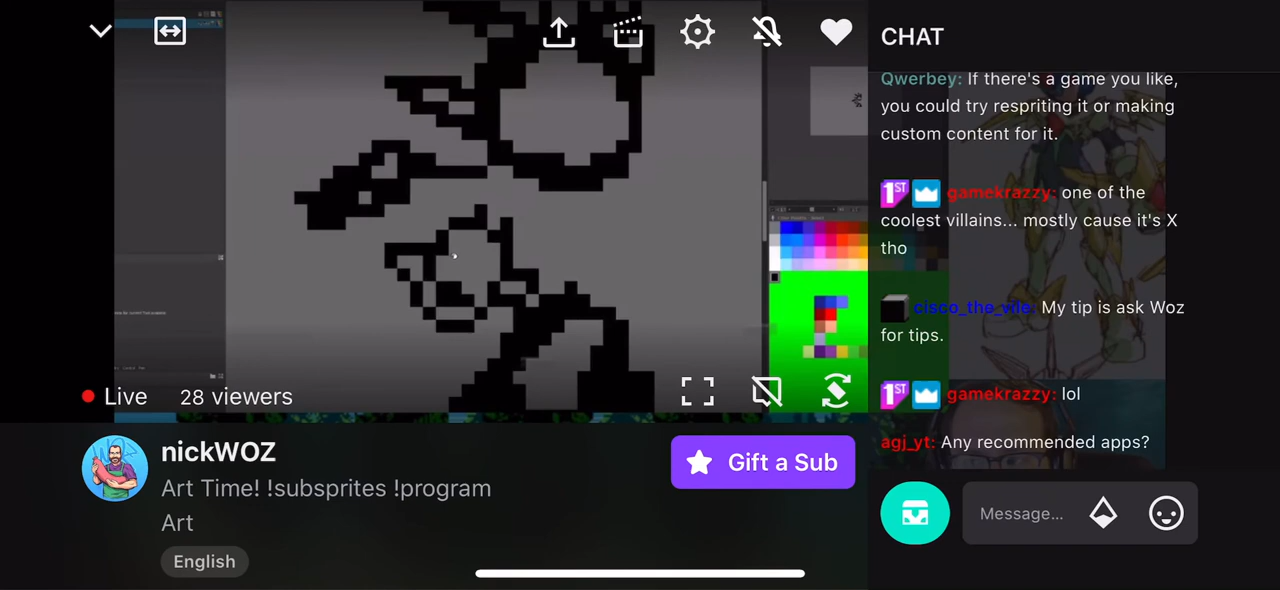 CHAT
Qwerbey: If there's a game you like,
you could try respriting it or making
custom content for it.
1ST gamekrazzy: one of the
coolest villains... mostly cause it's X
tho
cisco_the_vile: My tip is ask Woz
for tips.
1ST gamekrazzy: lol
agj_yt: Any recommended apps?
Message...
Live 28 viewers
nickWOZ
Art Time! !subsprites !program
Art
English
Gift a Sub